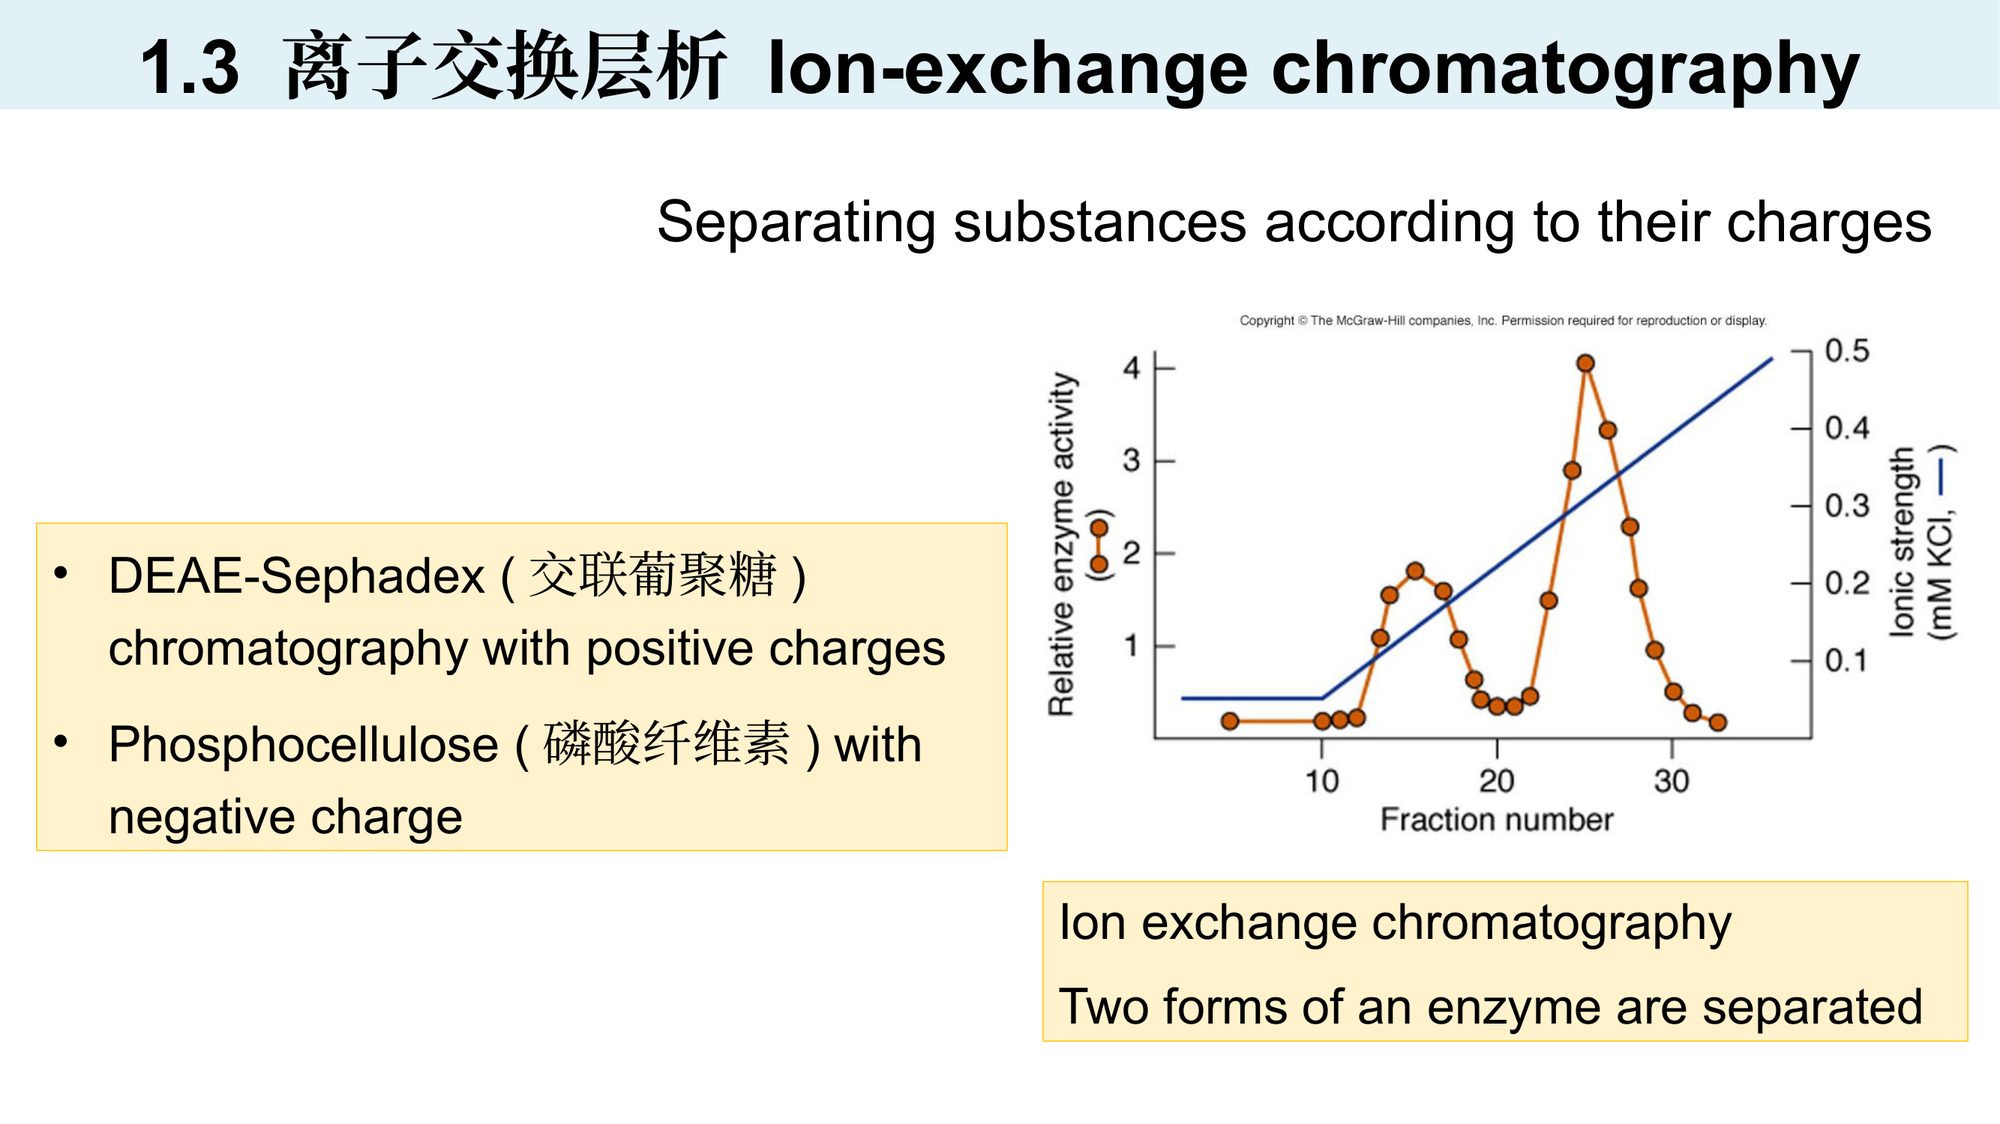 1.3 离子交换层析 Ion-exchange chromatography
Separating substances according to their charges
• DEAE-Sephadex ( 交联葡聚糖 )
chromatography with positive charges
• Phosphocellulose ( 磷酸纤维素 ) with
negative charge
Copyright © The McGraw-Hill companies, Inc. Permission required for reproduction or display.
Relative enzyme activity
( )
4
3
2
1
0.5
0.4
0.3
0.2
0.1
Ionic strength
(mM KCl, — )
10 20 30
Fraction number
Ion exchange chromatography
Two forms of an enzyme are separated